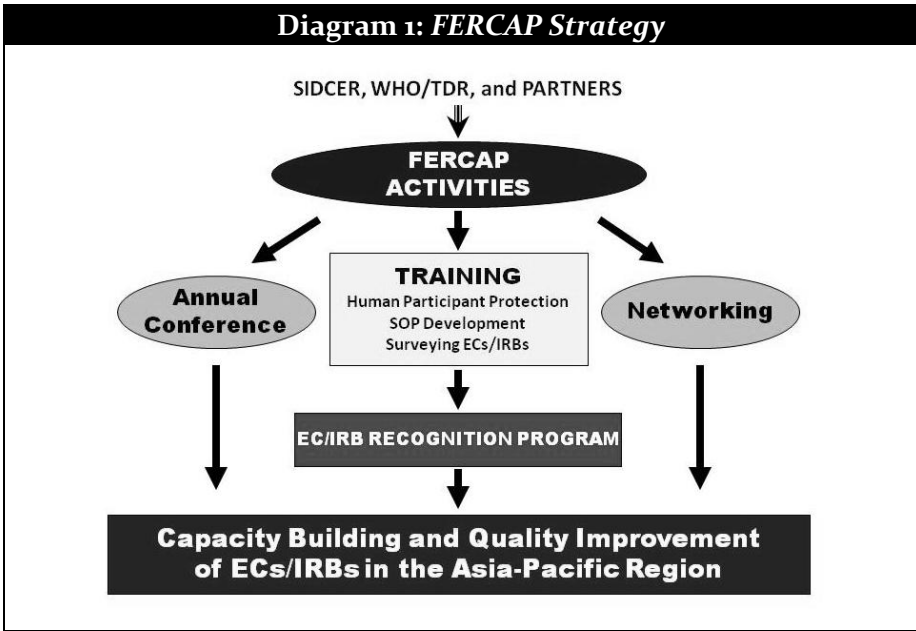 Diagram 1: FERCAP Strategy
SIDCER, WHO/TDR, and PARTNERS
FERCAP
ACTIVITIES
Annual
Conference
TRAINING
Human Participant Protection
SOP Development
Surveying ECs/IRBs
Networking
EC/IRB RECOGNITION PROGRAM
Capacity Building and Quality Improvement
of ECs/IRBs in the Asia-Pacific Region